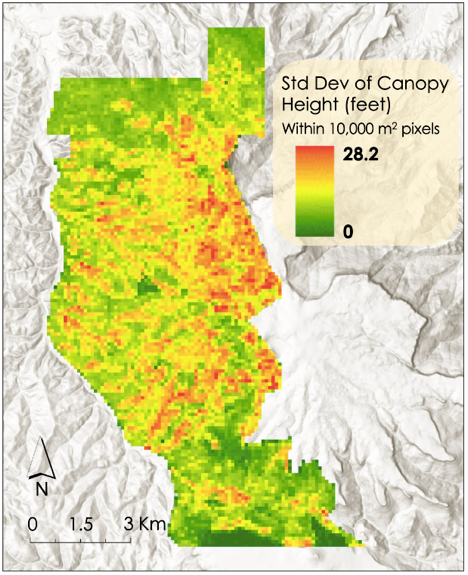 Std Dev of Canopy
Height (feet)
Within 10,000 m² pixels
28.2
0
N
0 1.5 3 Km